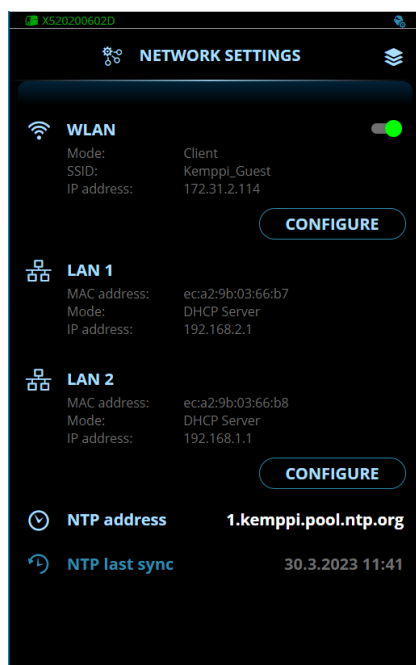 X520200602D
NETWORK SETTINGS
WLAN
Mode: Client
SSID: Kemppi_Guest
IP address: 172.31.2.114
CONFIGURE
LAN 1
MAC address: ec:a2:9b:03:66:b7
Mode: DHCP Server
IP address: 192.168.2.1
LAN 2
MAC address: ec:a2:9b:03:66:b8
Mode: DHCP Server
IP address: 192.168.1.1
CONFIGURE
NTP address 1.kemppi.pool.ntp.org
NTP last sync 30.3.2023 11:41